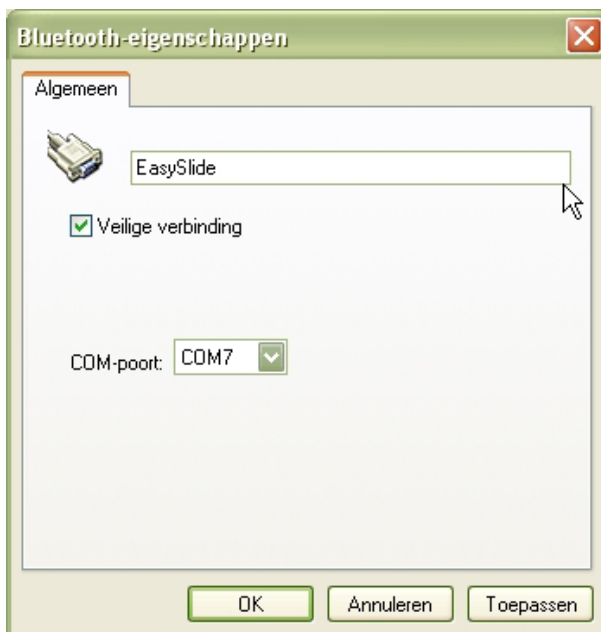 Bluetooth-eigenschappen
Algemeen
EasySlide
Veilige verbinding
COM-poort: COM7
OK Annuleren Toepassen